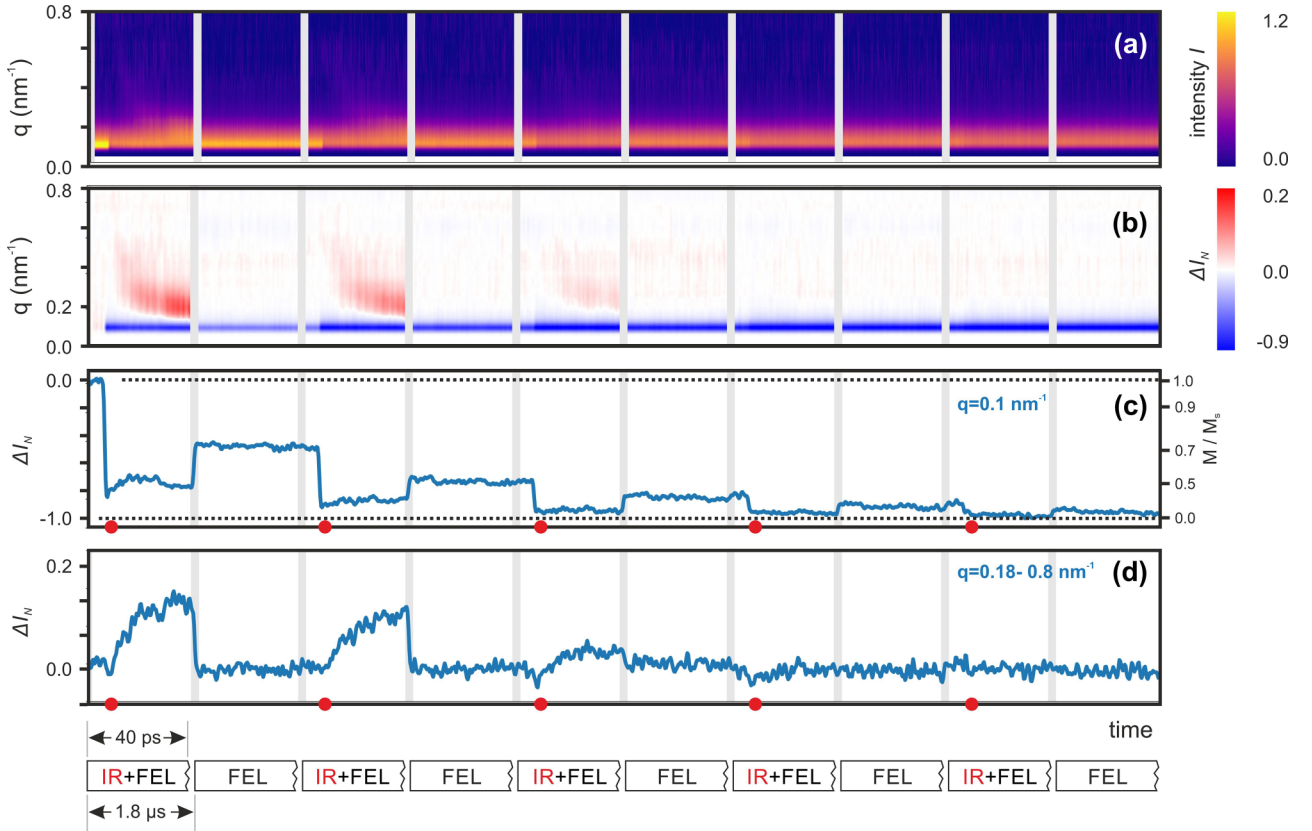 0.8
q (nm⁻¹)
0.0
(a)
intensity I
1.2
0.0
0.8
q (nm⁻¹)
0.2
0.0
(b)
ΔI_N
0.2
0.0
-0.9
0.0
ΔI_N
-1.0
q=0.1 nm⁻¹
(c)
1.0
0.9
0.7
0.5
0.0
M / M_s
0.2
ΔI_N
0.0
q=0.18- 0.8 nm⁻¹
(d)
40 ps
time
IR+FEL FEL IR+FEL FEL IR+FEL FEL IR+FEL FEL IR+FEL FEL
1.8 µs